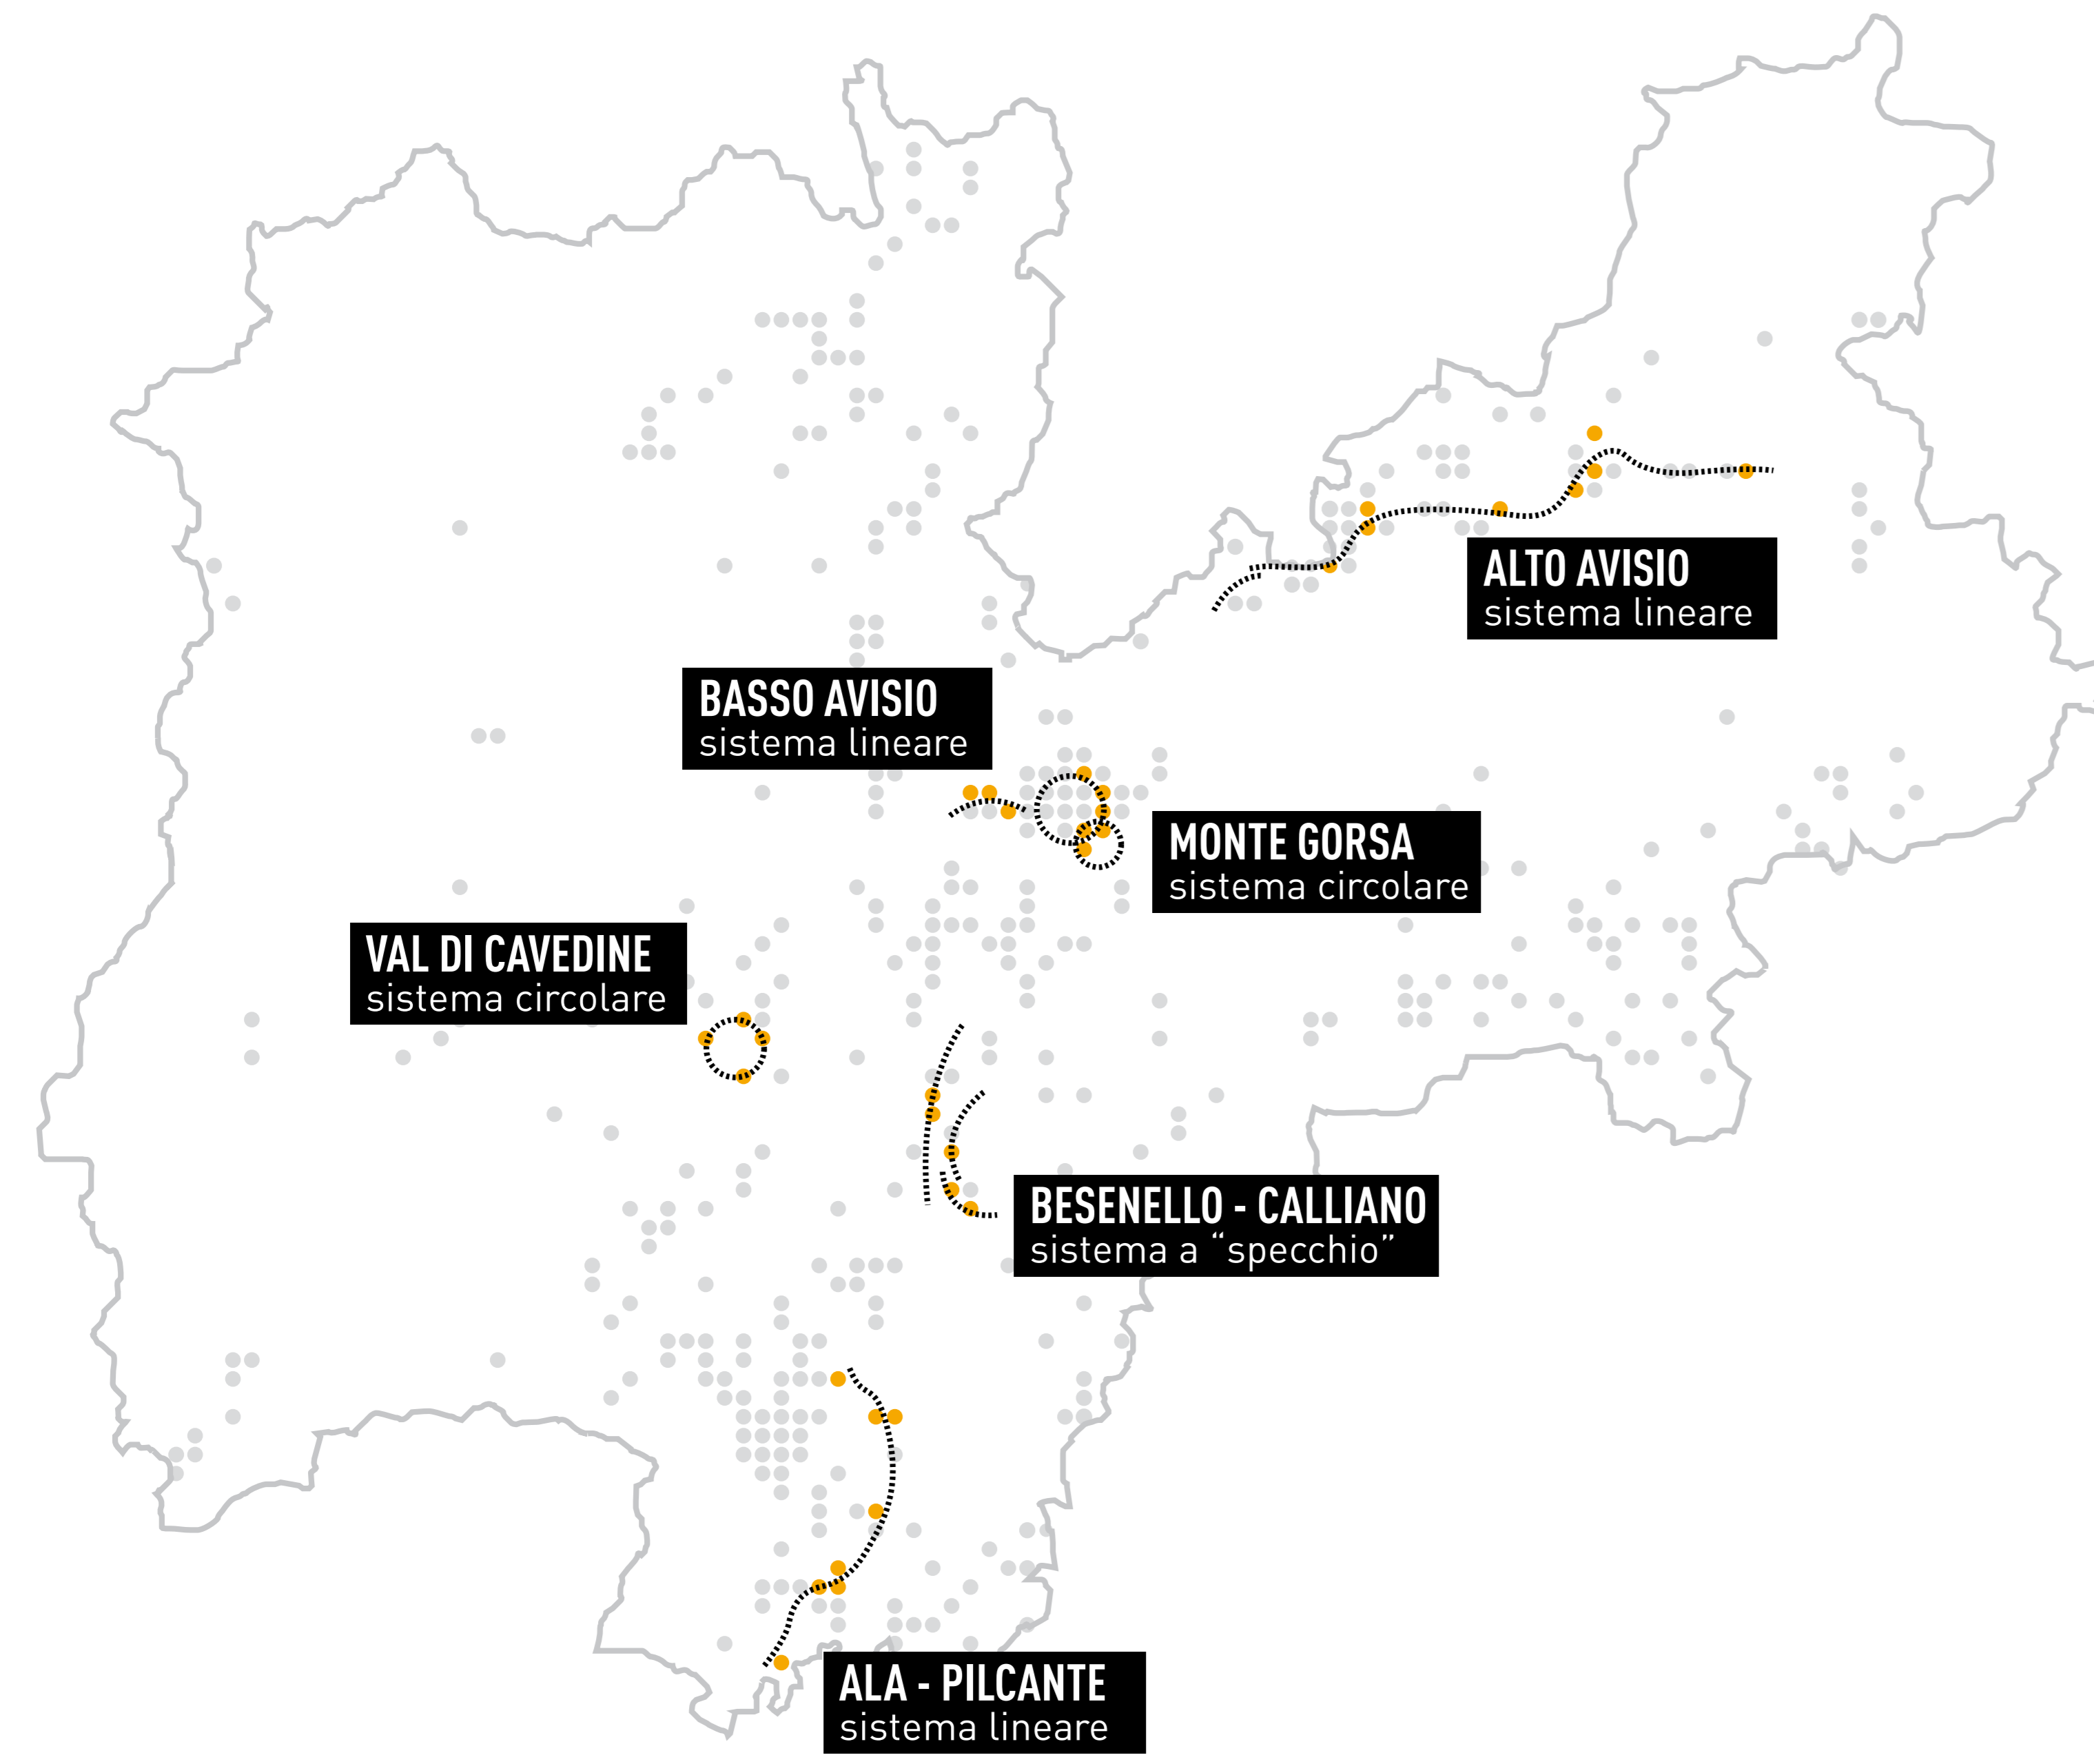 ALTO AVISIO
sistema lineare
BASSO AVISIO
sistema lineare
MONTE GORSA
sistema circolare
VAL DI CAVEDINE
sistema circolare
BESENELLO - CALLIANO
sistema a “specchio”
ALA - PILCANTE
sistema lineare